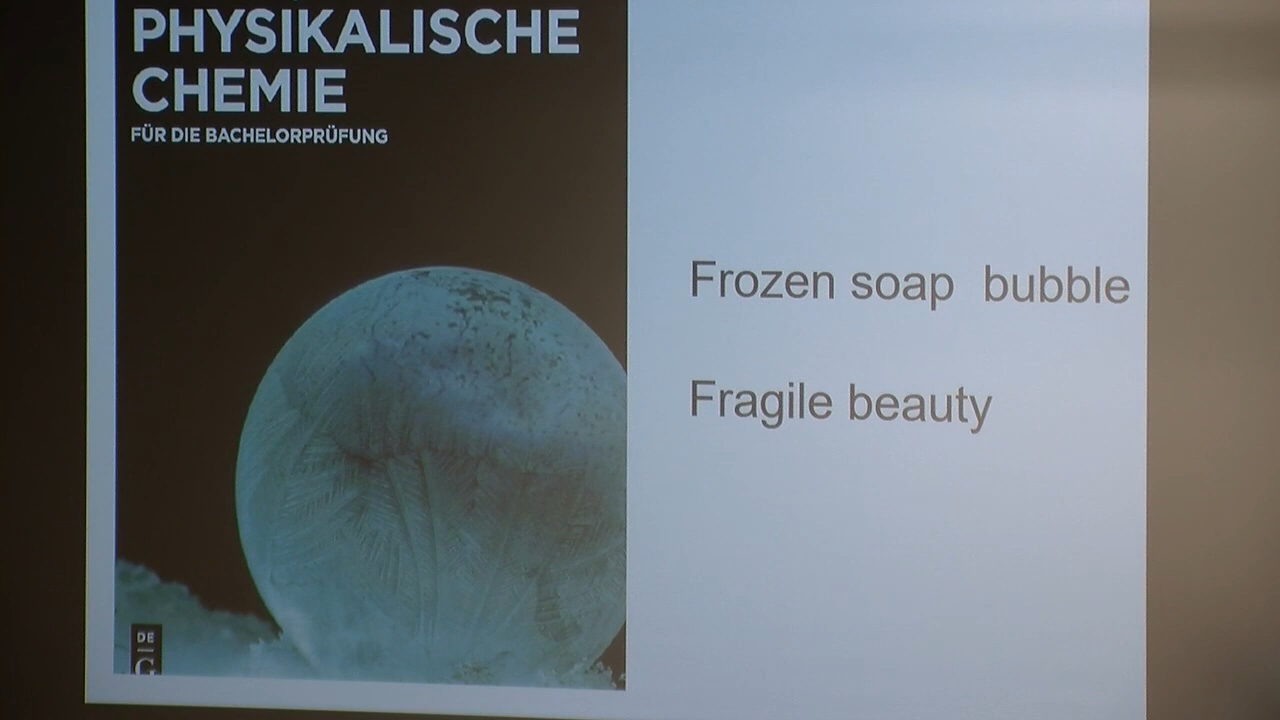 PHYSIKALISCHE
CHEMIE
FÜR DIE BACHELORPRÜFUNG
Frozen soap bubble
Fragile beauty
DE
G